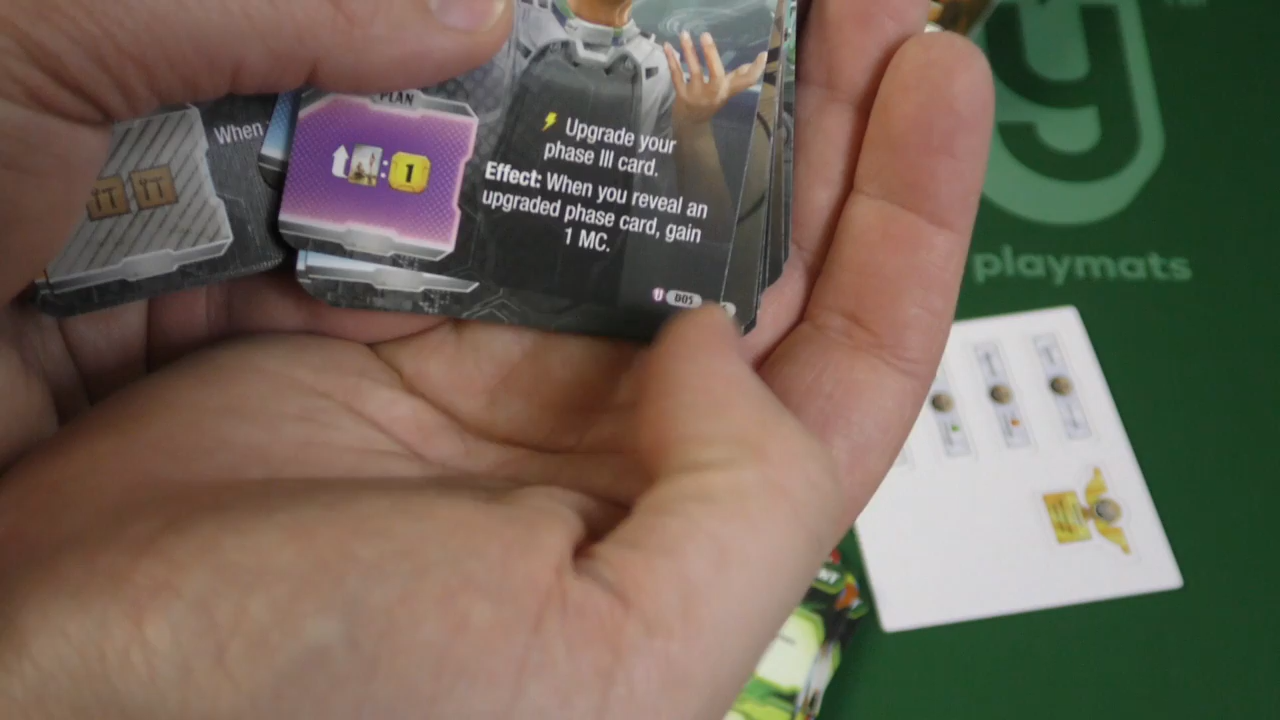 PLAN
When
: 1
Upgrade your
phase III card.
Effect: When you reveal an
upgraded phase card, gain
1 MC.
U D05
y
playmats